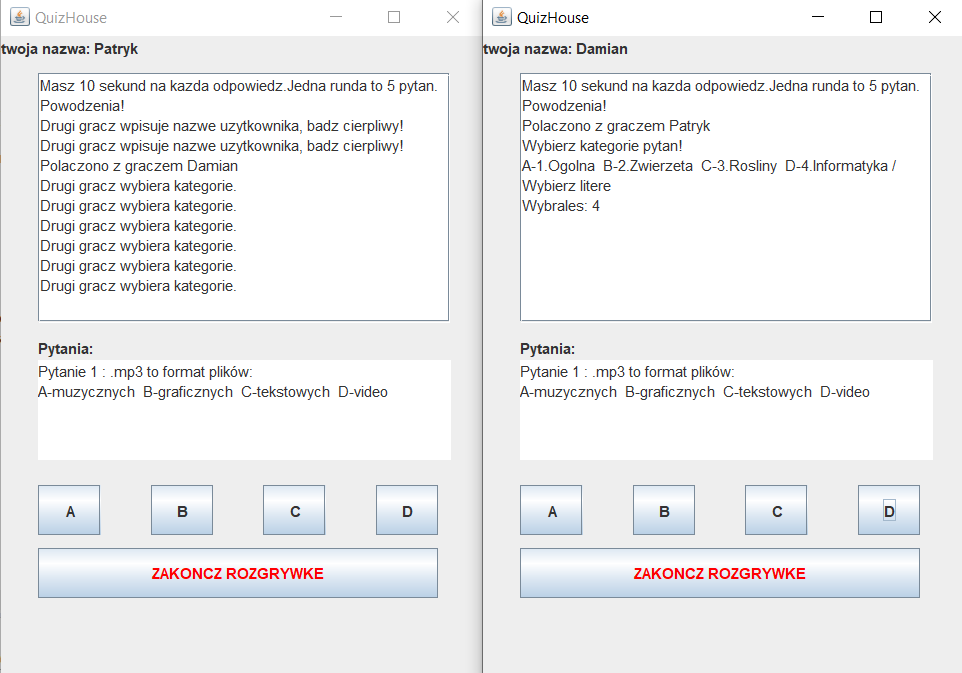 QuizHouse
twoja nazwa: Patryk
Masz 10 sekund na kazda odpowiedz.Jedna runda to 5 pytan.
Powodzenia!
Drugi gracz wpisuje nazwe uzytkownika, badz cierpliwy!
Drugi gracz wpisuje nazwe uzytkownika, badz cierpliwy!
Polaczono z graczem Damian
Drugi gracz wybiera kategorie.
Drugi gracz wybiera kategorie.
Drugi gracz wybiera kategorie.
Drugi gracz wybiera kategorie.
Drugi gracz wybiera kategorie.
Drugi gracz wybiera kategorie.
Pytania:
Pytanie 1 : .mp3 to format plików:
A-muzycznych B-graficznych C-tekstowych D-video
A B C D
ZAKONCZ ROZGRYWKE
QuizHouse
twoja nazwa: Damian
Masz 10 sekund na kazda odpowiedz.Jedna runda to 5 pytan.
Powodzenia!
Polaczono z graczem Patryk
Wybierz kategorie pytan!
A-1.Ogolna B-2.Zwierzeta C-3.Rosliny D-4.Informatyka /
Wybierz litere
Wybrales: 4
Pytania:
Pytanie 1 : .mp3 to format plików:
A-muzycznych B-graficznych C-tekstowych D-video
A B C D
ZAKONCZ ROZGRYWKE